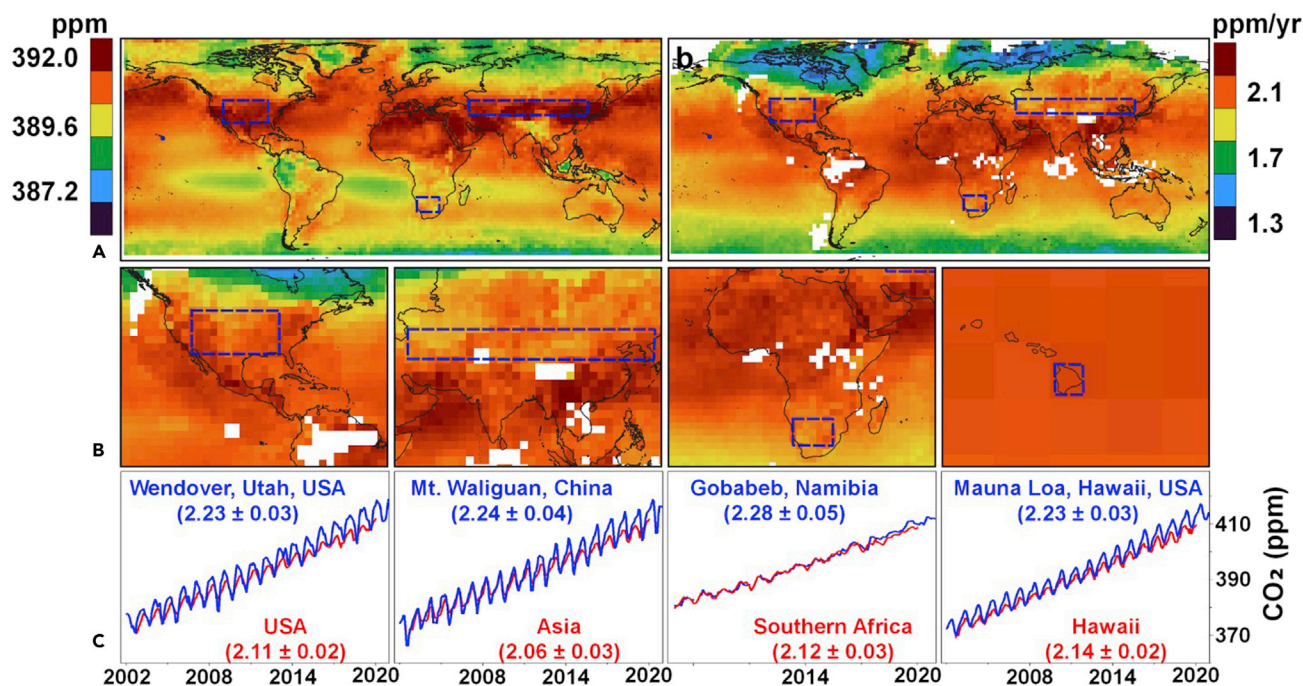 ppm
392.0
389.6
387.2
A
b
ppm/yr
2.1
1.7
1.3
B
C
Wendover, Utah, USA
(2.23 ± 0.03)
USA
(2.11 ± 0.02)
Mt. Waliguan, China
(2.24 ± 0.04)
Asia
(2.06 ± 0.03)
Gobabeb, Namibia
(2.28 ± 0.05)
Southern Africa
(2.12 ± 0.03)
Mauna Loa, Hawaii, USA
(2.23 ± 0.03)
Hawaii
(2.14 ± 0.02)
410
390
370
CO₂ (ppm)
2002 2008 2014 2020 2008 2014 2020 2014 2020 2008 2014 2020